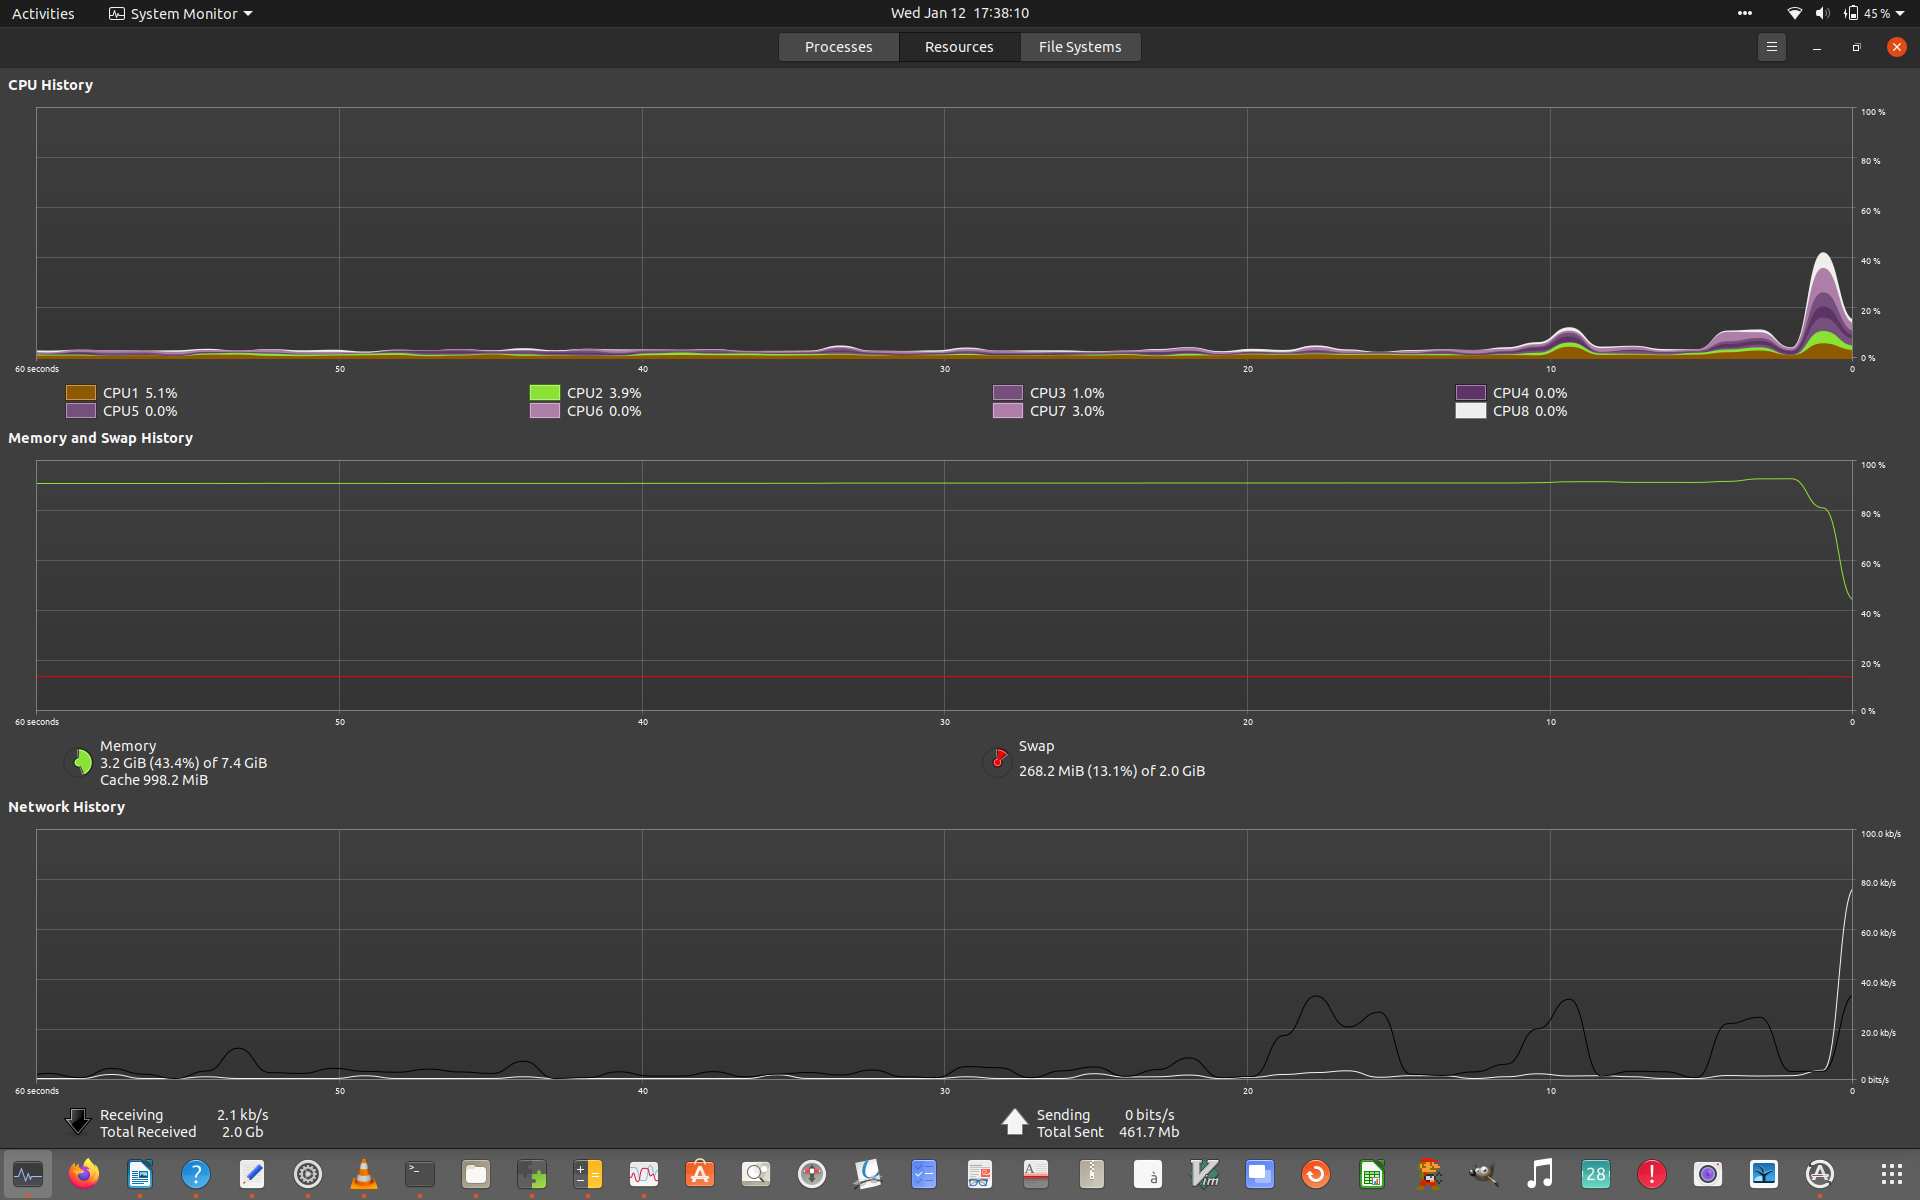 Activities System Monitor Wed Jan 12 17:38:10 45 %
Processes Resources File Systems
CPU History
100 %
80 %
60 %
40 %
20 %
0 %
60 seconds 50 40 30 20 10 0
CPU1 5.1% CPU2 3.9% CPU3 1.0% CPU4 0.0%
CPU5 0.0% CPU6 0.0% CPU7 3.0% CPU8 0.0%
Memory and Swap History
100 %
80 %
60 %
40 %
20 %
0 %
60 seconds 50 40 30 20 10 0
Memory Swap
3.2 GiB (43.4%) of 7.4 GiB 268.2 MiB (13.1%) of 2.0 GiB
Cache 998.2 MiB
Network History
100.0 kb/s
80.0 kb/s
60.0 kb/s
40.0 kb/s
20.0 kb/s
0 bits/s
60 seconds 50 40 30 20 10 0
Receiving 2.1 kb/s Sending 0 bits/s
Total Received 2.0 Gb Total Sent 461.7 Mb
? >_ A à Vim 28 !